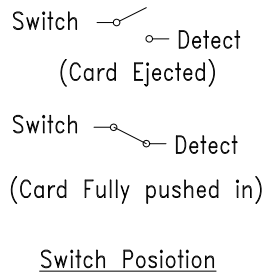 Switch
Detect
(Card Ejected)
Switch
Detect
(Card Fully pushed in)
Switch Posiotion